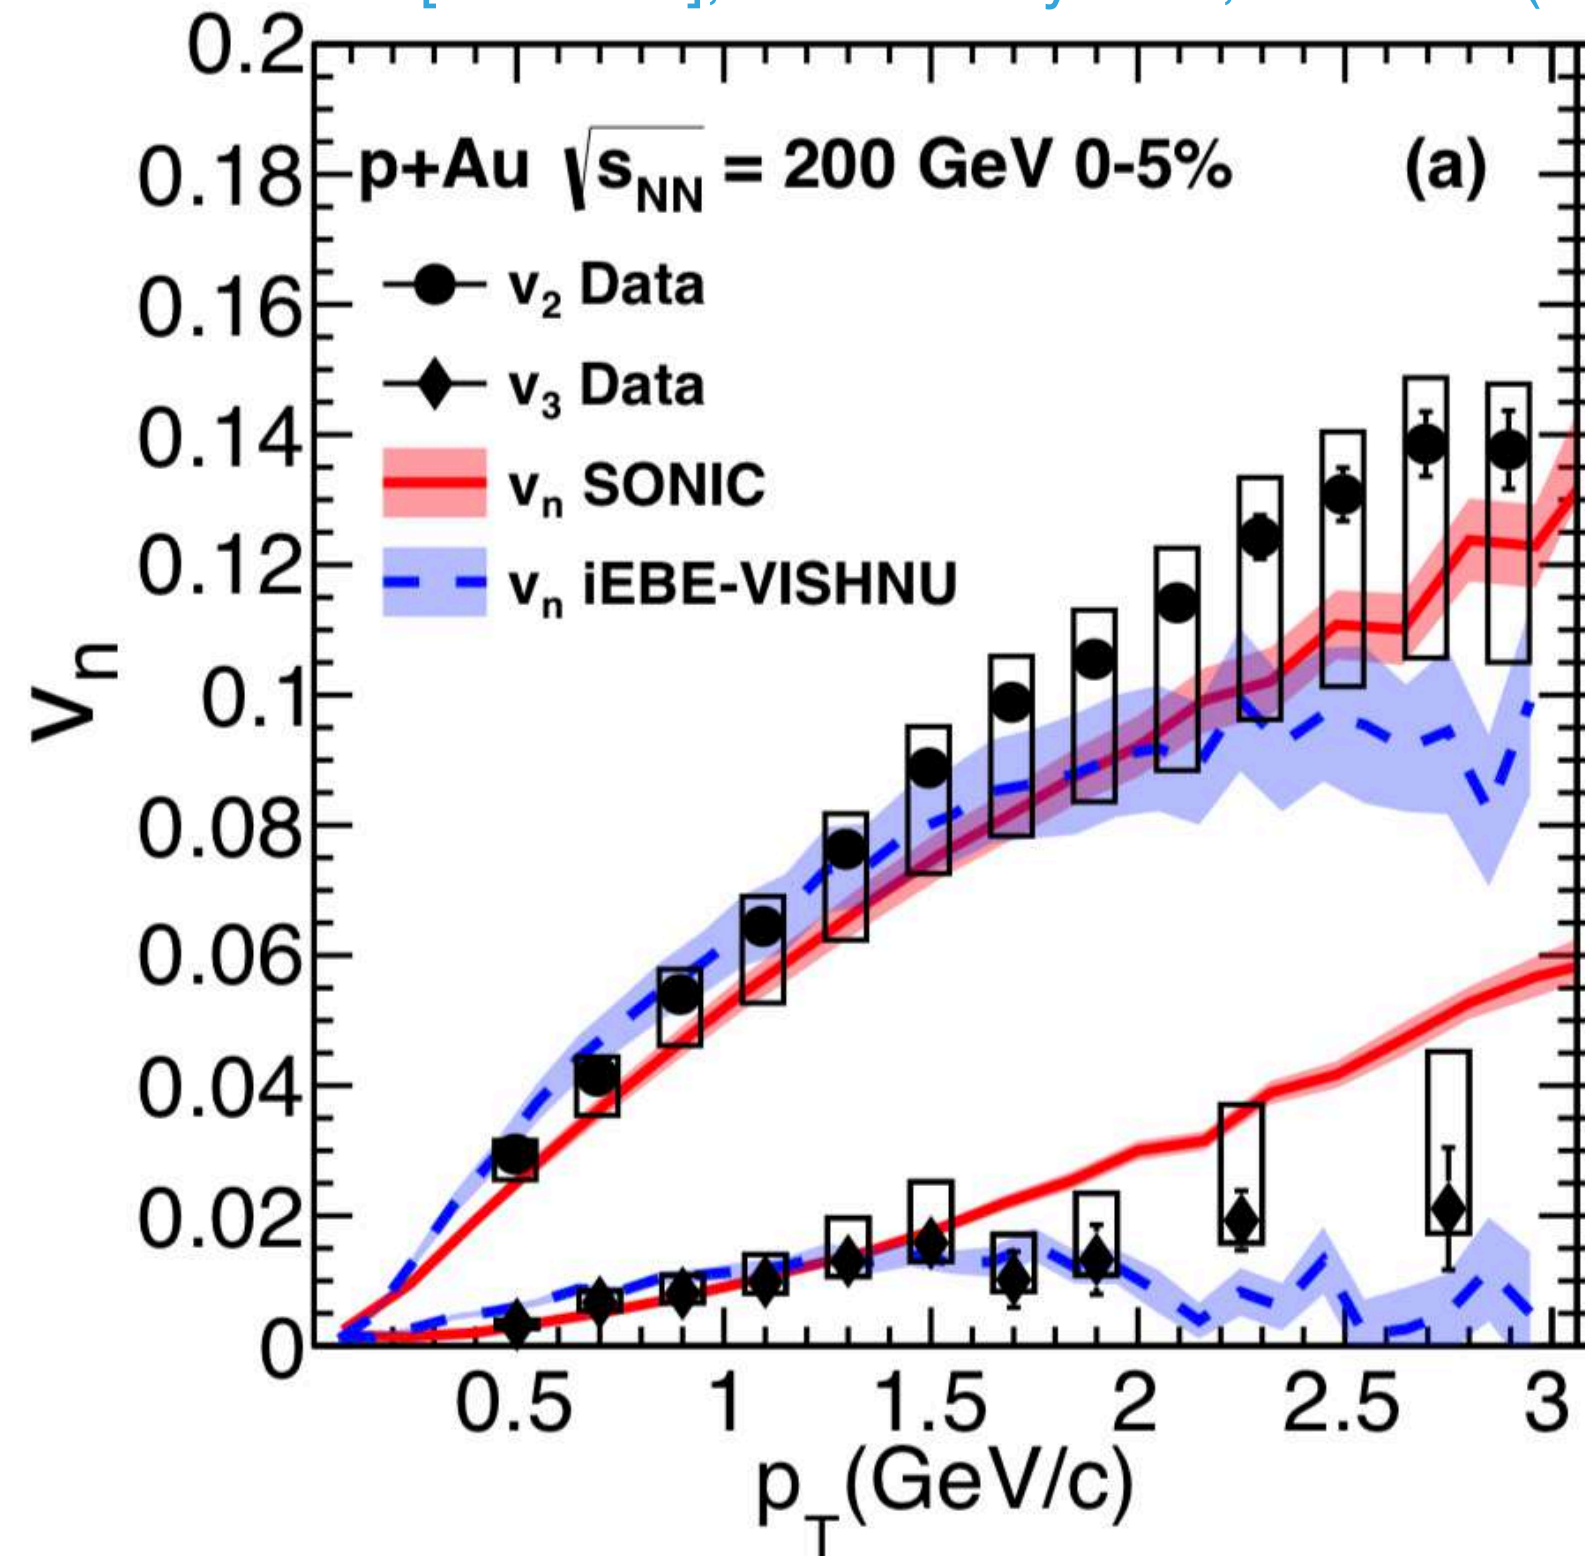 0.2
p+Au √sNN = 200 GeV 0-5% (a)
0.18
0.16
v2 Data
v3 Data
0.14
vn SONIC
0.12
vn iEBE-VISHNU
vn
0.1
0.08
0.06
0.04
0.02
0
0.5 1 1.5 2 2.5 3
pT(GeV/c)